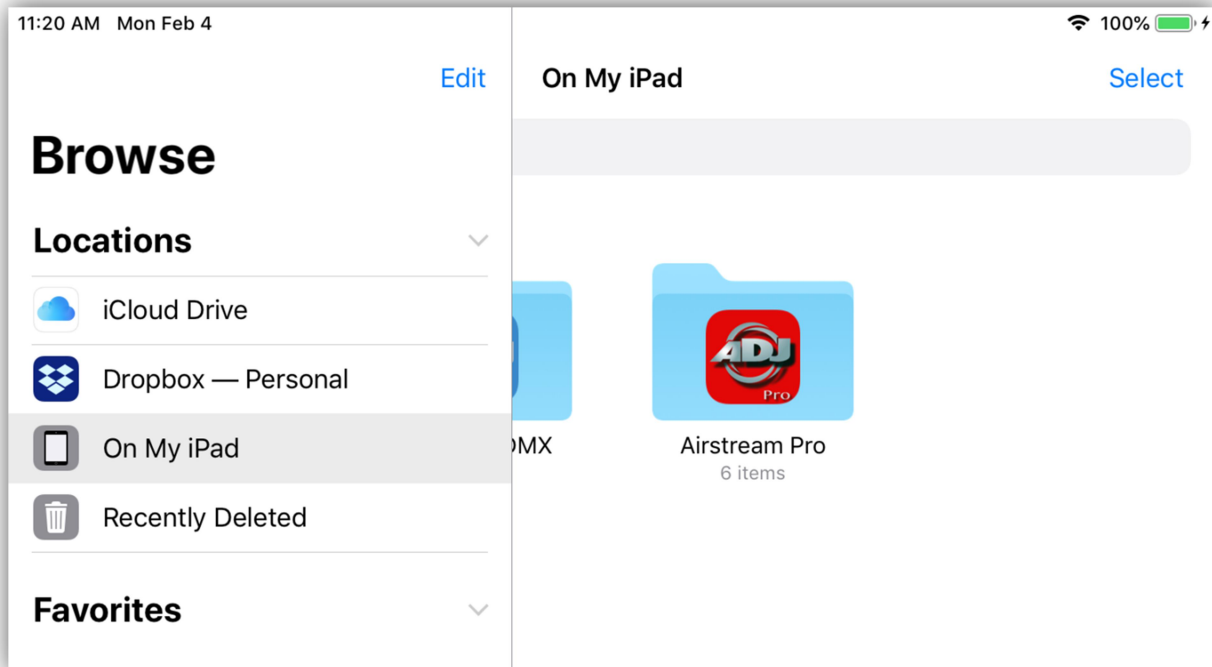 11:20 AM Mon Feb 4
100%
Edit
On My iPad
Select
Browse
Locations
iCloud Drive
Dropbox — Personal
On My iPad
Recently Deleted
Favorites
DMX
ADJ
Pro
Airstream Pro
6 items